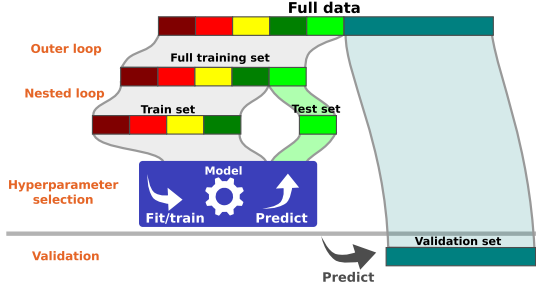 Full data
Outer loop
Full training set
Nested loop
Train set
Test set
Model
Hyperparameter
selection
Fit/train
Predict
Validation set
Validation
Predict